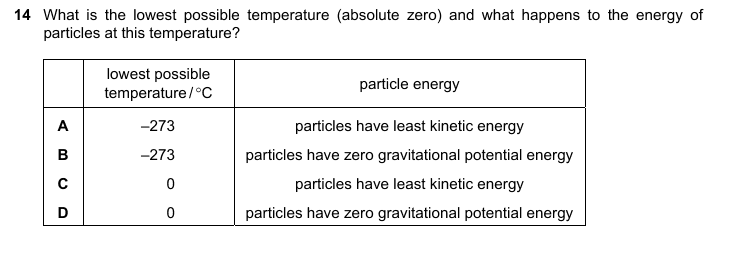 14 What is the lowest possible temperature (absolute zero) and what happens to the energy of
particles at this temperature?
lowest possible
temperature / °C
particle energy
A –273 particles have least kinetic energy
B –273 particles have zero gravitational potential energy
C 0 particles have least kinetic energy
D 0 particles have zero gravitational potential energy